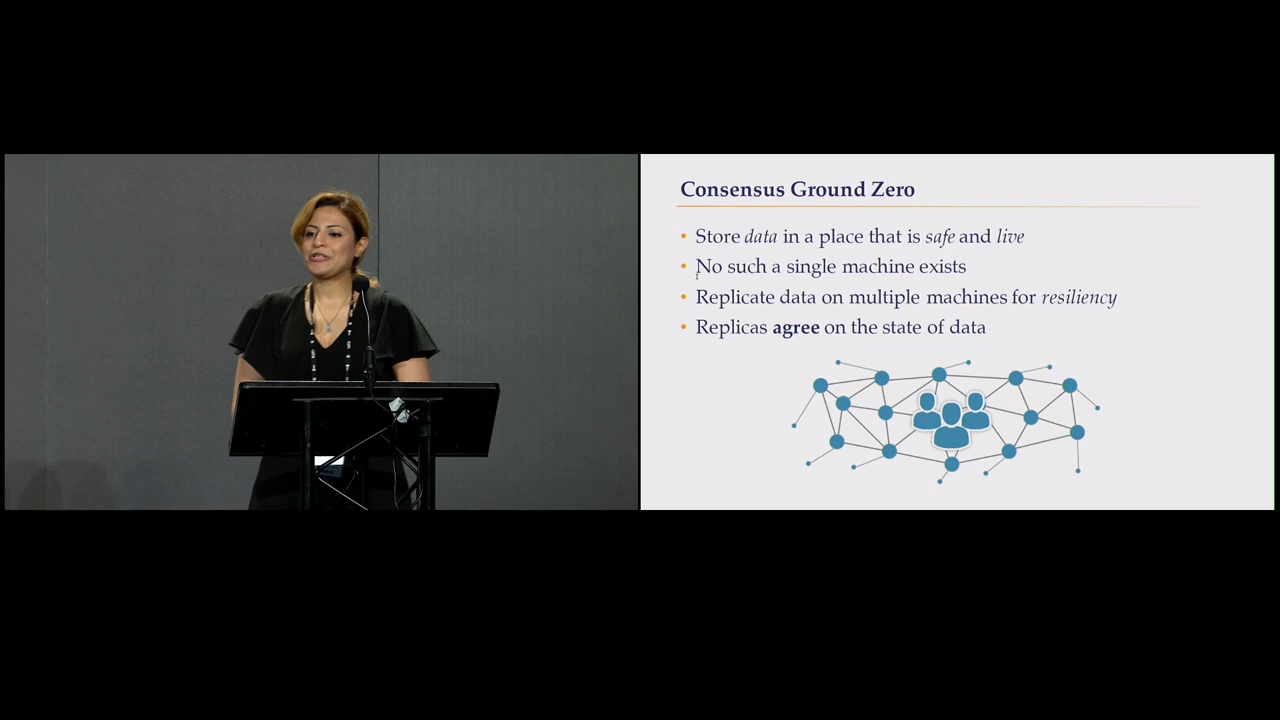 Consensus Ground Zero
• Store data in a place that is safe and live
• No such a single machine exists
• Replicate data on multiple machines for resiliency
• Replicas agree on the state of data